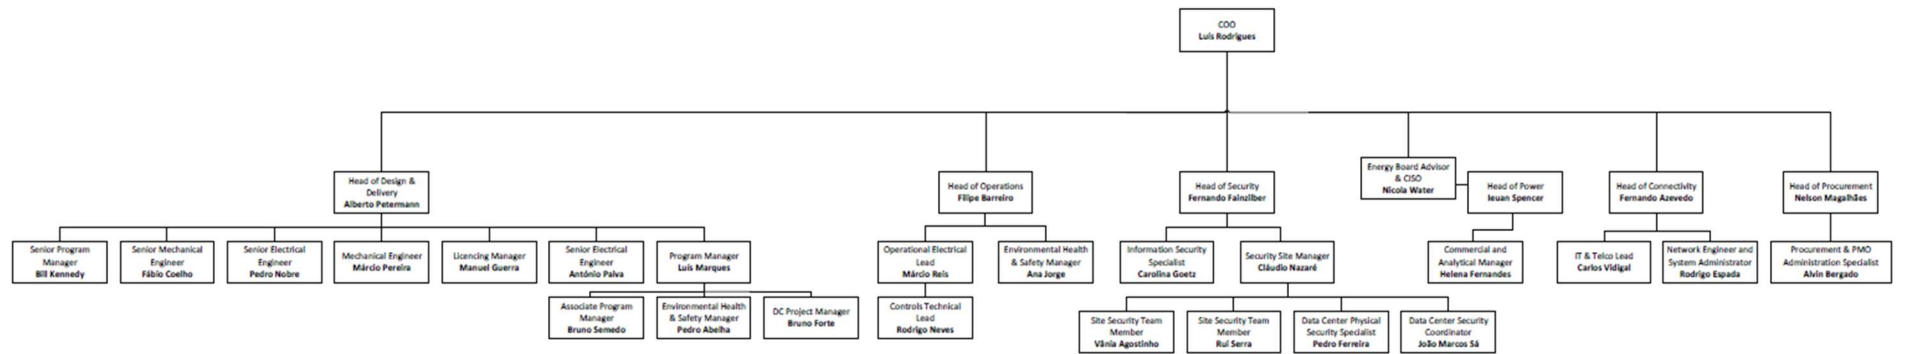 COO
Luís Rodrigues
Head of Design &
Delivery
Alberto Petermann
Head of Operations
Filipe Barreiro
Head of Security
Fernando Fainzilber
Energy Board Advisor
& CISO
Nicola Water
Head of Power
Ieuan Spencer
Head of Connectivity
Fernando Azevedo
Head of Procurement
Nelson Magalhães
Senior Program
Manager
Bill Kennedy
Senior Mechanical
Engineer
Fábio Coelho
Senior Electrical
Engineer
Pedro Nobre
Mechanical Engineer
Márcio Pereira
Licencing Manager
Manuel Guerra
Senior Electrical
Engineer
António Paiva
Program Manager
Luís Marques
Operational Electrical
Lead
Márcio Reis
Environmental Health
& Safety Manager
Ana Jorge
Information Security
Specialist
Carolina Goetz
Security Site Manager
Cláudio Nazaré
Commercial and
Analytical Manager
Helena Fernandes
IT & Telco Lead
Carlos Vidigal
Network Engineer and
System Administrator
Rodrigo Espada
Procurement & PMO
Administration Specialist
Alvin Bergado
Associate Program
Manager
Bruno Semedo
Environmental Health
& Safety Manager
Pedro Abelha
DC Project Manager
Bruno Forte
Controls Technical
Lead
Rodrigo Neves
Site Security Team
Member
Vânia Agostinho
Site Security Team
Member
Rui Serra
Data Center Physical
Security Specialist
Pedro Ferreira
Data Center Security
Coordinator
João Marcos Sá